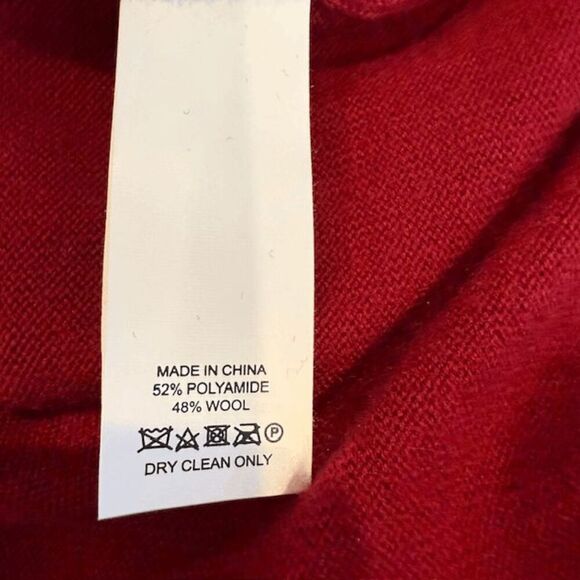 MADE IN CHINA
52% POLYAMIDE
48% WOOL
P
DRY CLEAN ONLY